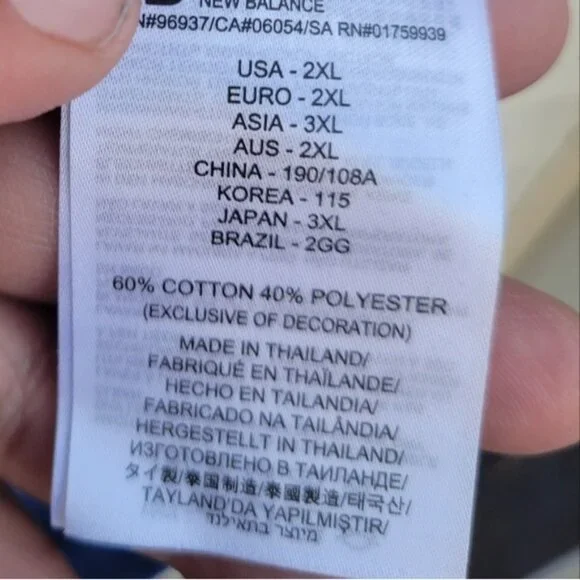 NEW BALANCE
N#96937/CA#06054/SA RN#01759939
USA - 2XL
EURO - 2XL
ASIA - 3XL
AUS - 2XL
CHINA - 190/108A
KOREA - 115
JAPAN - 3XL
BRAZIL - 2GG
60% COTTON 40% POLYESTER
(EXCLUSIVE OF DECORATION)
MADE IN THAILAND/
FABRIQUÉ EN THAÏLANDE/
HECHO EN TAILANDIA/
FABRICADO NA TAILÂNDIA/
HERGESTELLT IN THAILAND/
ИЗГОТОВЛЕНО В ТАИЛАНДЕ/
タイ製/泰国制造/泰國製造/태국산/
TAYLAND'DA YAPILMIŞTIR/
מיוצר בתאילנד